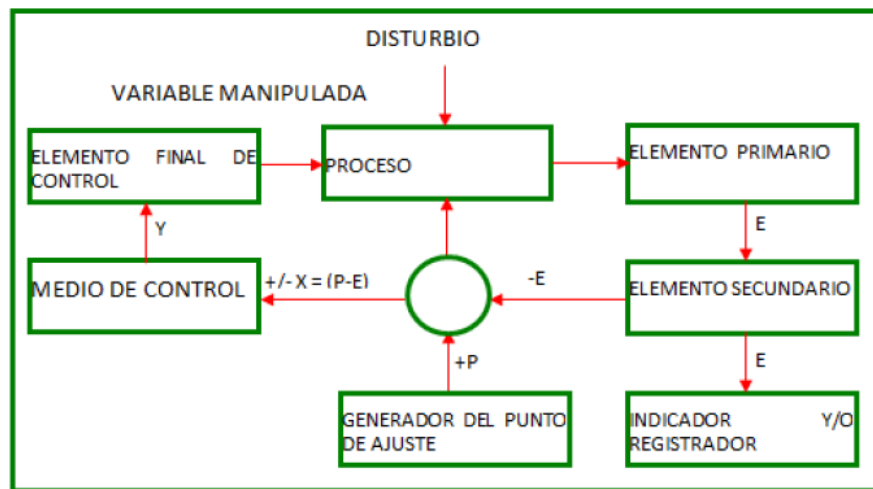 DISTURBIO
VARIABLE MANIPULADA
ELEMENTO FINAL DE
CONTROL
PROCESO
ELEMENTO PRIMARIO
Y
E
MEDIO DE CONTROL
+/- X = (P-E)
-E
ELEMENTO SECUNDARIO
+P
E
GENERADOR DEL PUNTO
DE AJUSTE
INDICADOR Y/O
REGISTRADOR